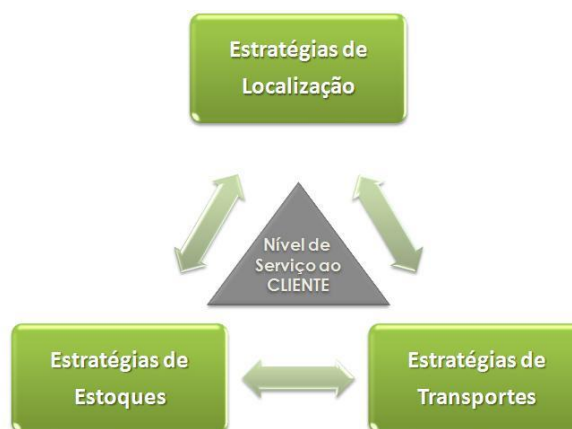 Estratégias de
Localização
Nível de
Serviço ao
CLIENTE
Estratégias de
Estoques
Estratégias de
Transportes